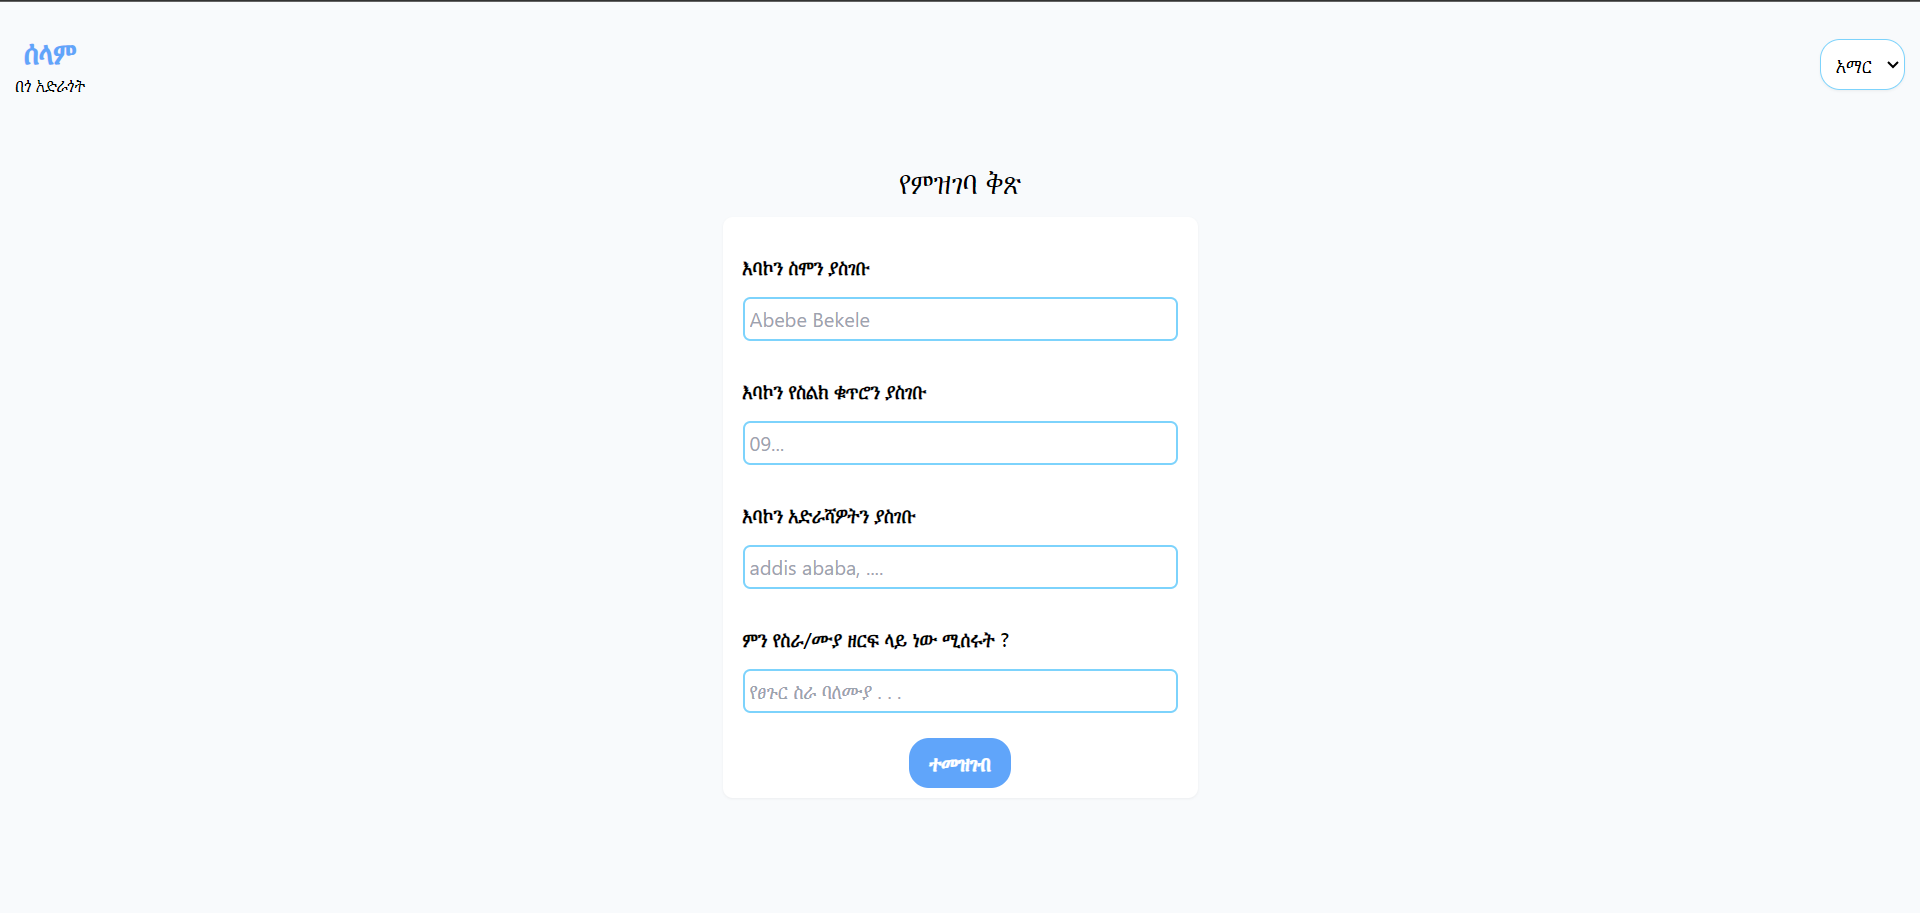 ሰላም
በጎ አድራጎት
አማር
የምዝገባ ቅጽ
እባኮን ስሞን ያስገቡ
Abebe Bekele
እባኮን የስልክ ቁጥሮን ያስገቡ
09...
እባኮን አድራሻዎትን ያስገቡ
addis ababa, ....
ምን የስራ/ሙያ ዘርፍ ላይ ነው ሚሰሩት ?
የፀጉር ስራ ባለሙያ . . .
ተመዝገብ